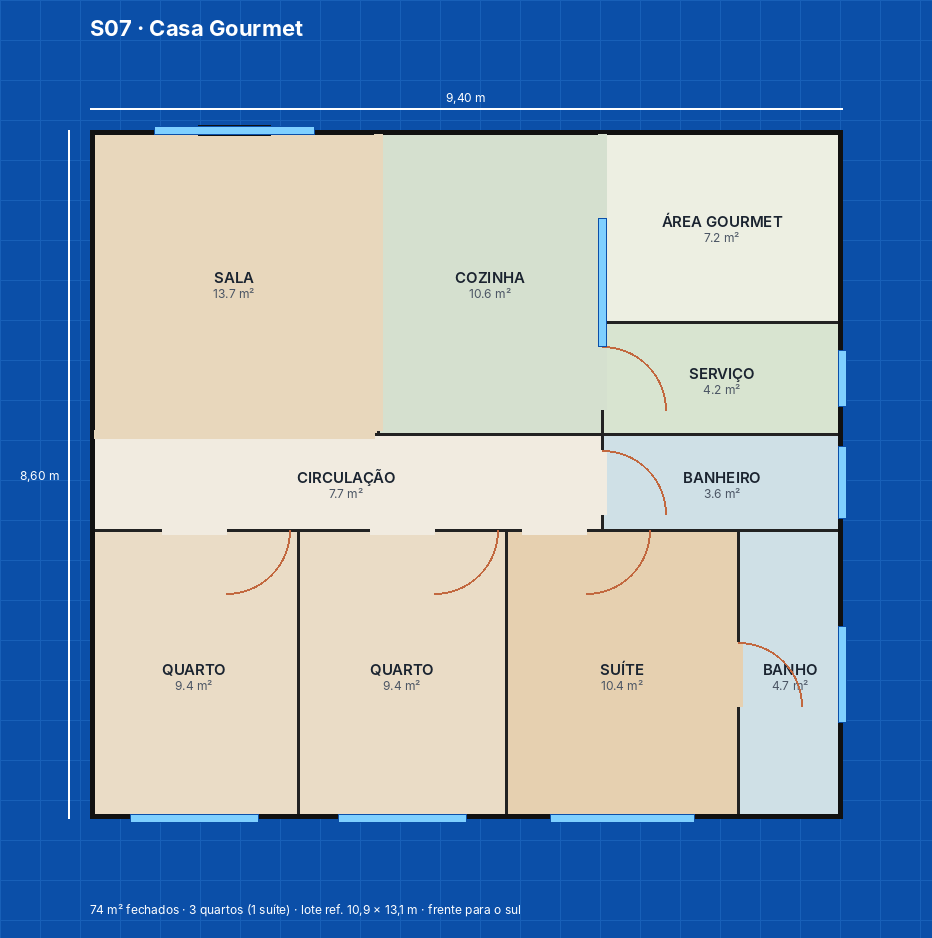 S07 · Casa Gourmet
9,40 m
ÁREA GOURMET
7.2 m²
SALA
13.7 m²
COZINHA
10.6 m²
SERVIÇO
4.2 m²
8,60 m
CIRCULAÇÃO
7.7 m²
BANHEIRO
3.6 m²
QUARTO
9.4 m²
QUARTO
9.4 m²
SUÍTE
10.4 m²
BANHO
4.7 m²
74 m² fechados · 3 quartos (1 suíte) · lote ref. 10,9 × 13,1 m · frente para o sul